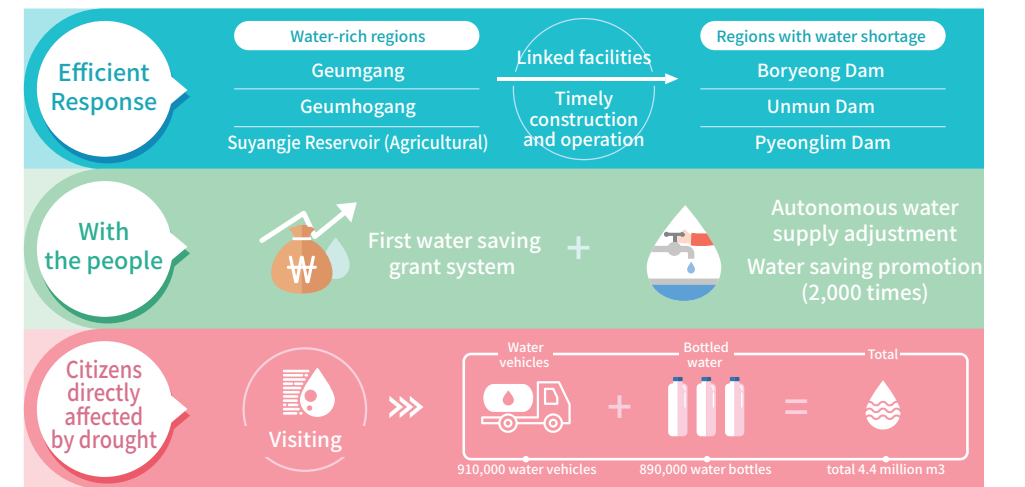 Efficient
Response
Water-rich regions
Geumgang
Geumhogang
Suyangje Reservoir (Agricultural)
Linked facilities
Timely
construction
and operation
Regions with water shortage
Boryeong Dam
Unmun Dam
Pyeonglim Dam
With
the people
₩
First water saving
grant system
+
Autonomous water
supply adjustment
Water saving promotion
(2,000 times)
Citizens
directly
affected
by drought
Visiting
Water
vehicles
+
Bottled
water
=
Total
910,000 water vehicles
890,000 water bottles
total 4.4 million m3